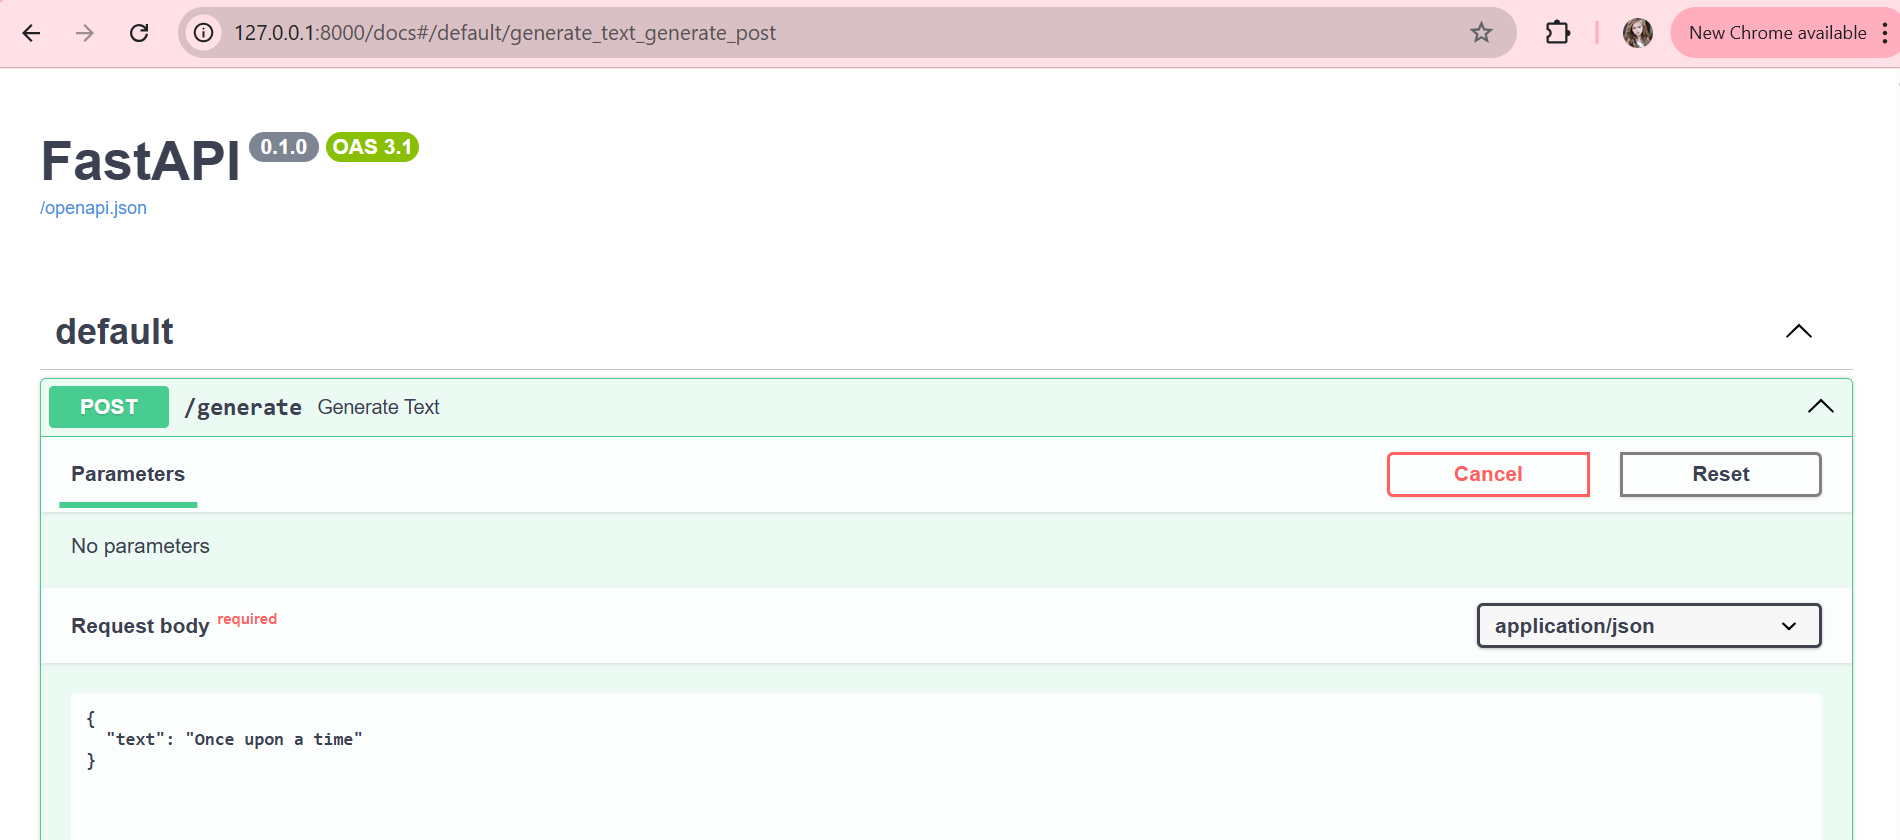 127.0.0.1:8000/docs#/default/generate_text_generate_post
New Chrome available
FastAPI 0.1.0 OAS 3.1
/openapi.json
default
POST /generate Generate Text
Parameters Cancel Reset
No parameters
Request body required application/json
{
"text": "Once upon a time"
}